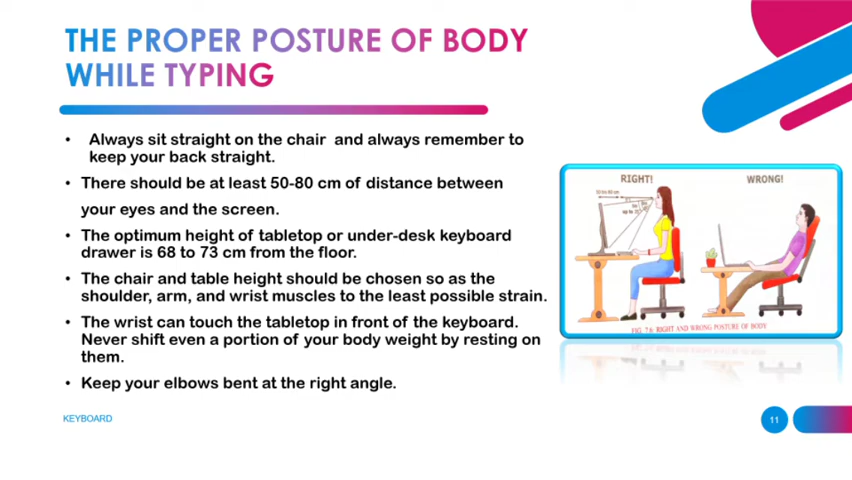 THE PROPER POSTURE OF BODY
WHILE TYPING
• Always sit straight on the chair and always remember to
keep your back straight.
• There should be at least 50-80 cm of distance between
your eyes and the screen.
• The optimum height of tabletop or under-desk keyboard
drawer is 68 to 73 cm from the floor.
• The chair and table height should be chosen so as the
shoulder, arm, and wrist muscles to the least possible strain.
• The wrist can touch the tabletop in front of the keyboard.
Never shift even a portion of your body weight by resting on
them.
• Keep your elbows bent at the right angle.
RIGHT!
WRONG!
50 to 80 cm
FIG. 7.6: RIGHT AND WRONG POSTURE OF BODY
KEYBOARD
11